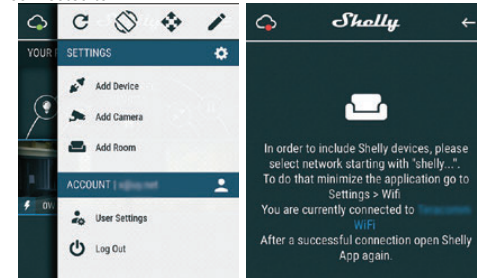 YOUR
SETTINGS
Add Device
Add Camera
Add Room
ACCOUNT |
User Settings
Log Out
Shelly
In order to include Shelly devices, please
select network starting with "shelly...".
To do that minimize the application go to
Settings > Wifi
You are currently connected to
WiFi
After a successful connection open Shelly
App again.